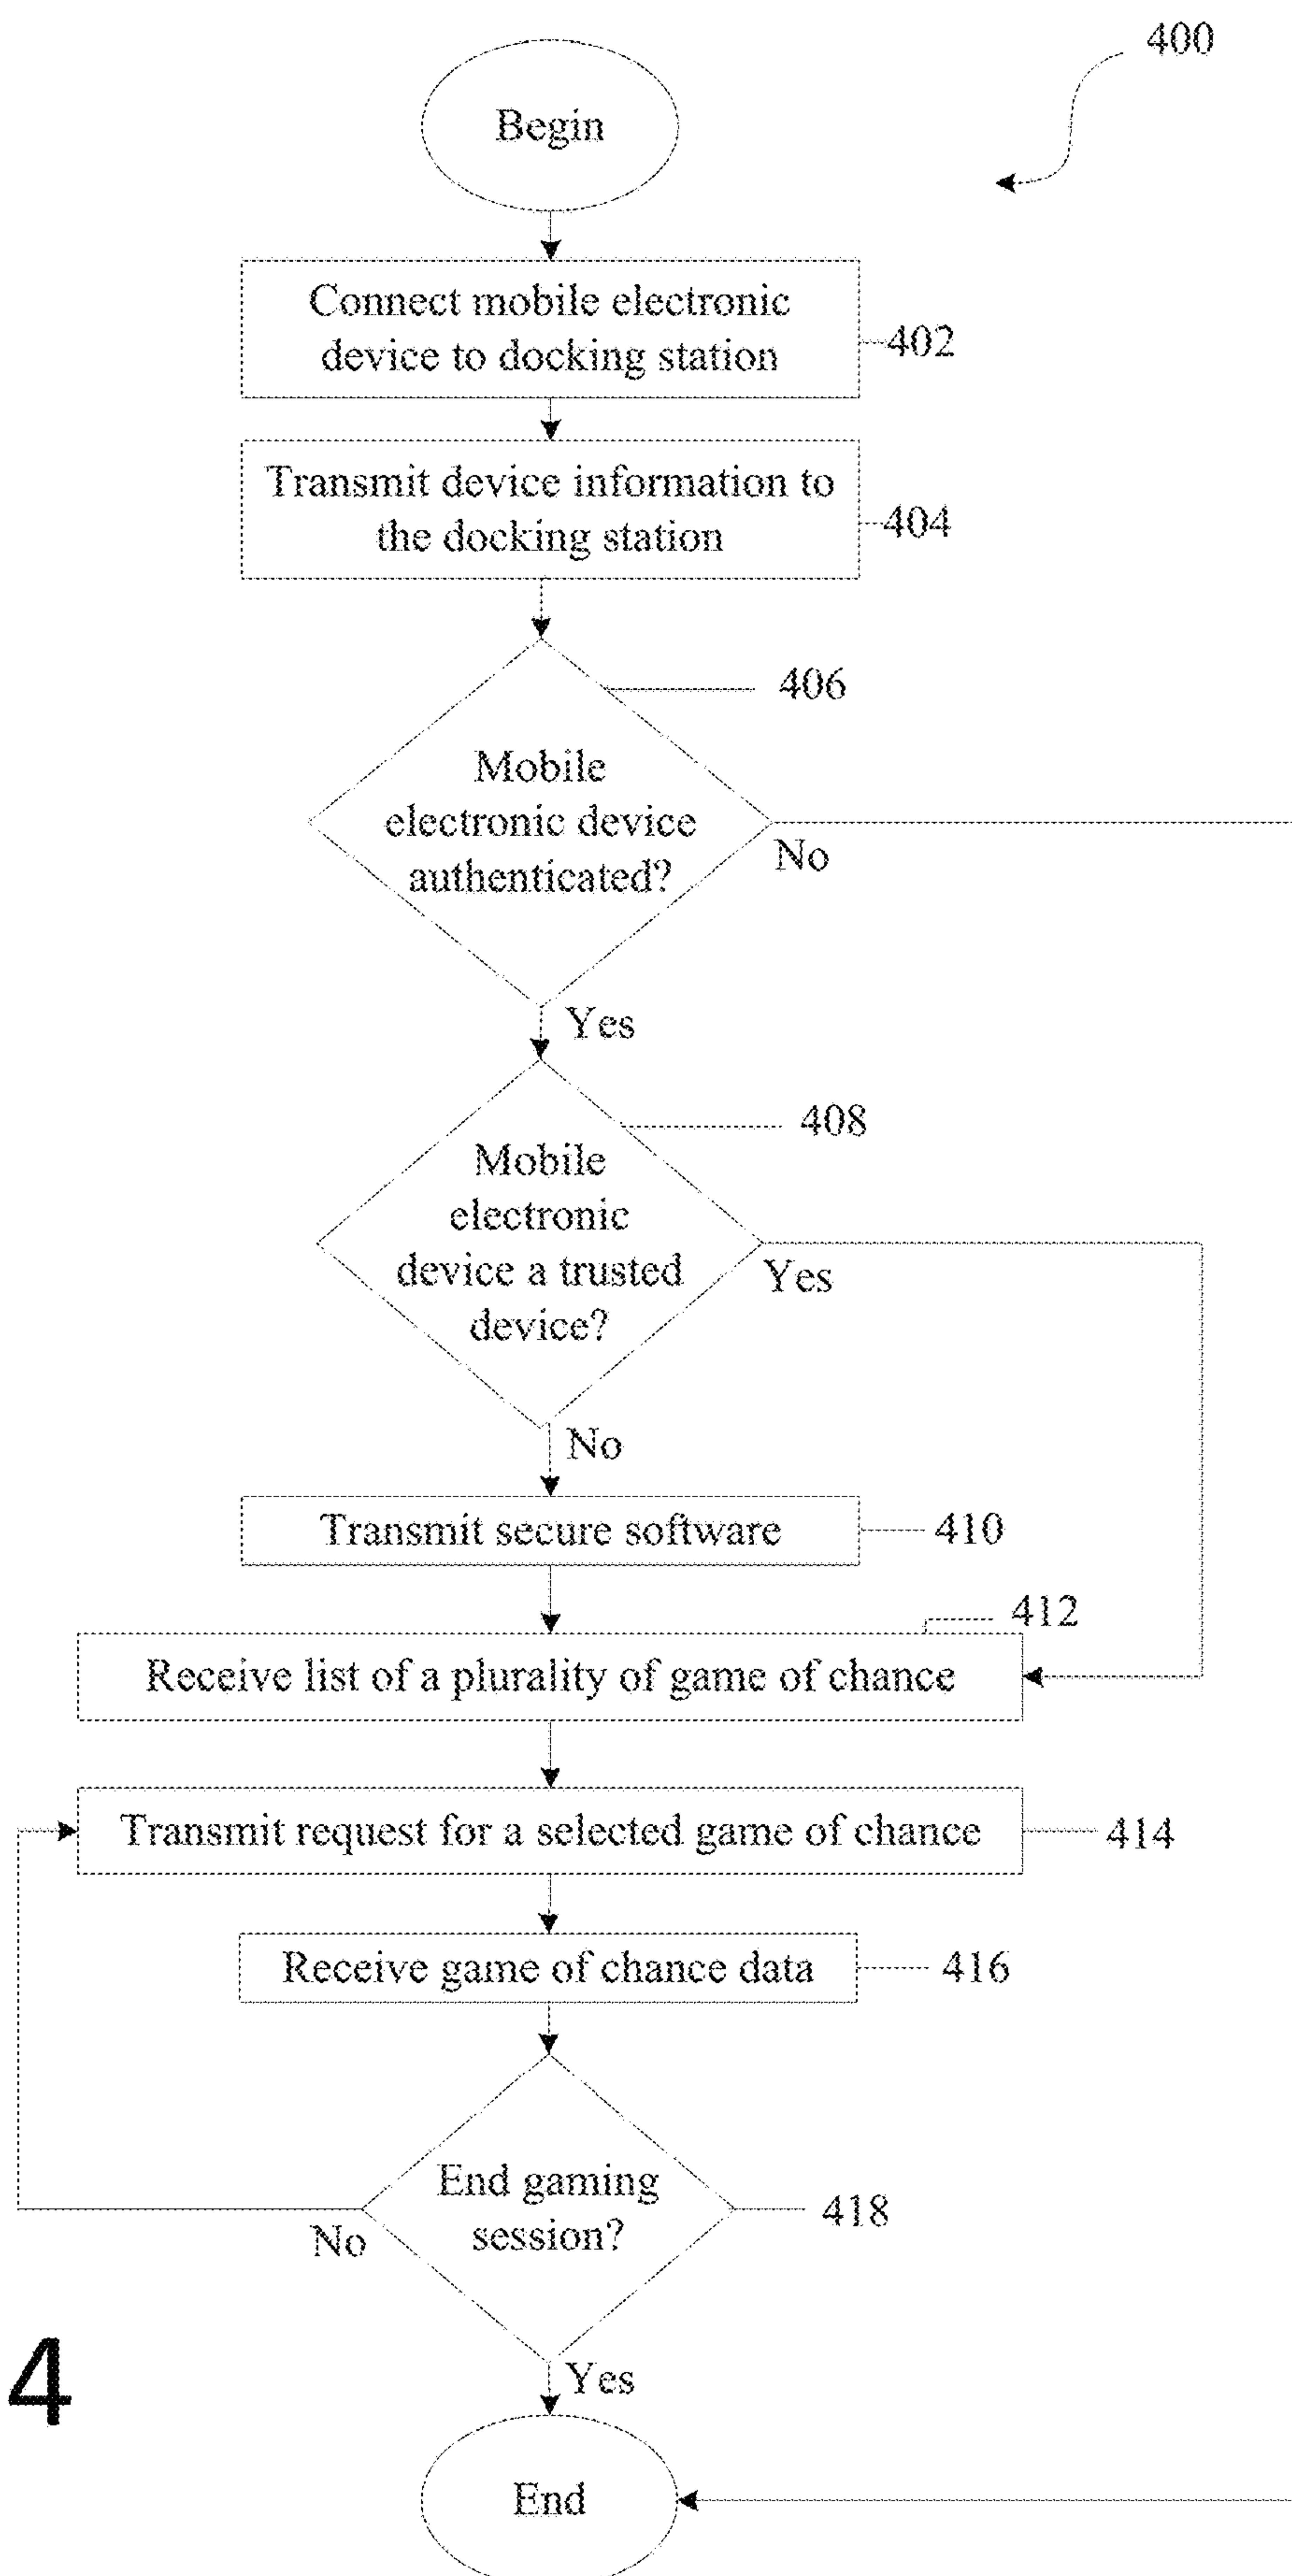 400
Begin
Connect mobile electronic
device to docking station
402
Transmit device information to
the docking station
404
406
Mobile
electronic device
authenticated?
No
Yes
408
Mobile
electronic
device a trusted
device?
Yes
No
Transmit secure software
410
412
Receive list of a plurality of game of chance
Transmit request for a selected game of chance
414
Receive game of chance data
416
End gaming
session?
418
No
4
Yes
End